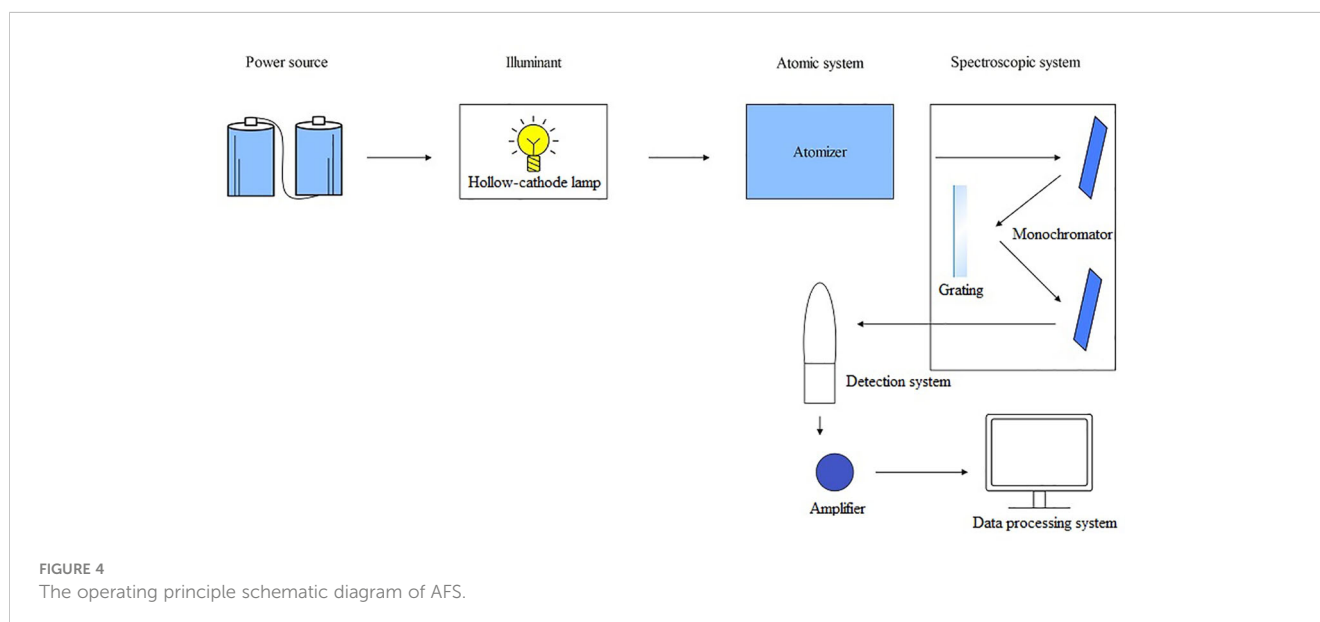 Power source
Illuminant
Atomic system
Spectroscopic system
Hollow-cathode lamp
Atomizer
Monochromator
Grating
Detection system
Amplifier
Data processing system
FIGURE 4
The operating principle schematic diagram of AFS.